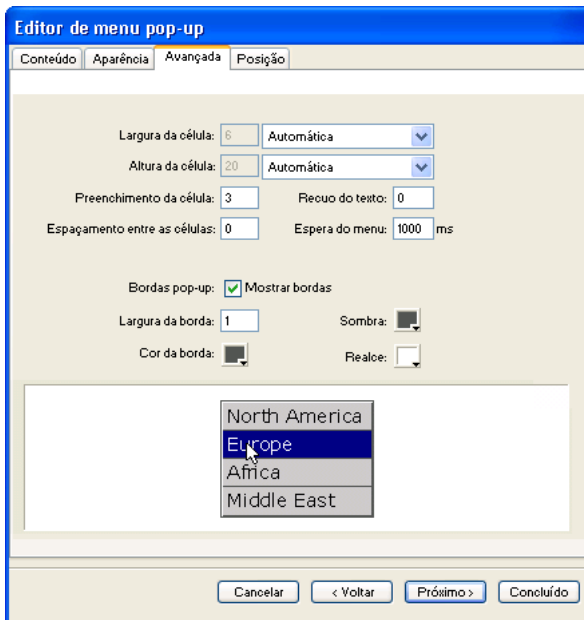 Editor de menu pop-up
Conteúdo Aparência Avançada Posição
Largura da célula: 6 Automática
Altura da célula: 20 Automática
Preenchimento da célula: 3 Recuo do texto: 0
Espaçamento entre as células: 0 Espera do menu: 1000 ms
Bordas pop-up: Mostrar bordas
Largura da borda: 1 Sombra:
Cor da borda: Realce:
North America
Europe
Africa
Middle East
Cancelar < Voltar Próximo > Concluído